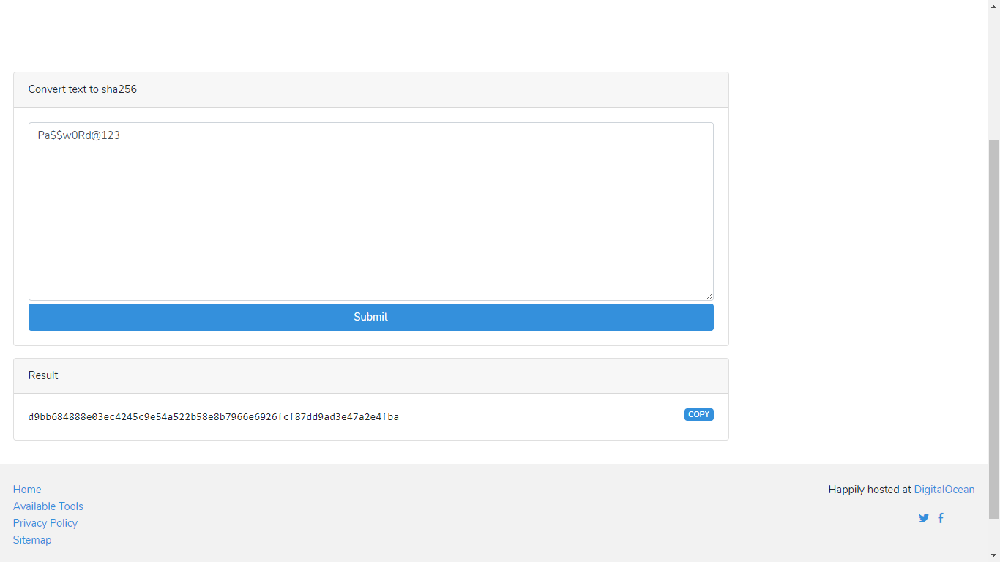 Convert text to sha256
Pa$$w0Rd@123
Submit
Result
d9bb684888e03ec4245c9e54a522b58e8b7966e6926fcf87dd9ad3e47a2e4fba
COPY
Home
Available Tools
Privacy Policy
Sitemap
Happily hosted at DigitalOcean